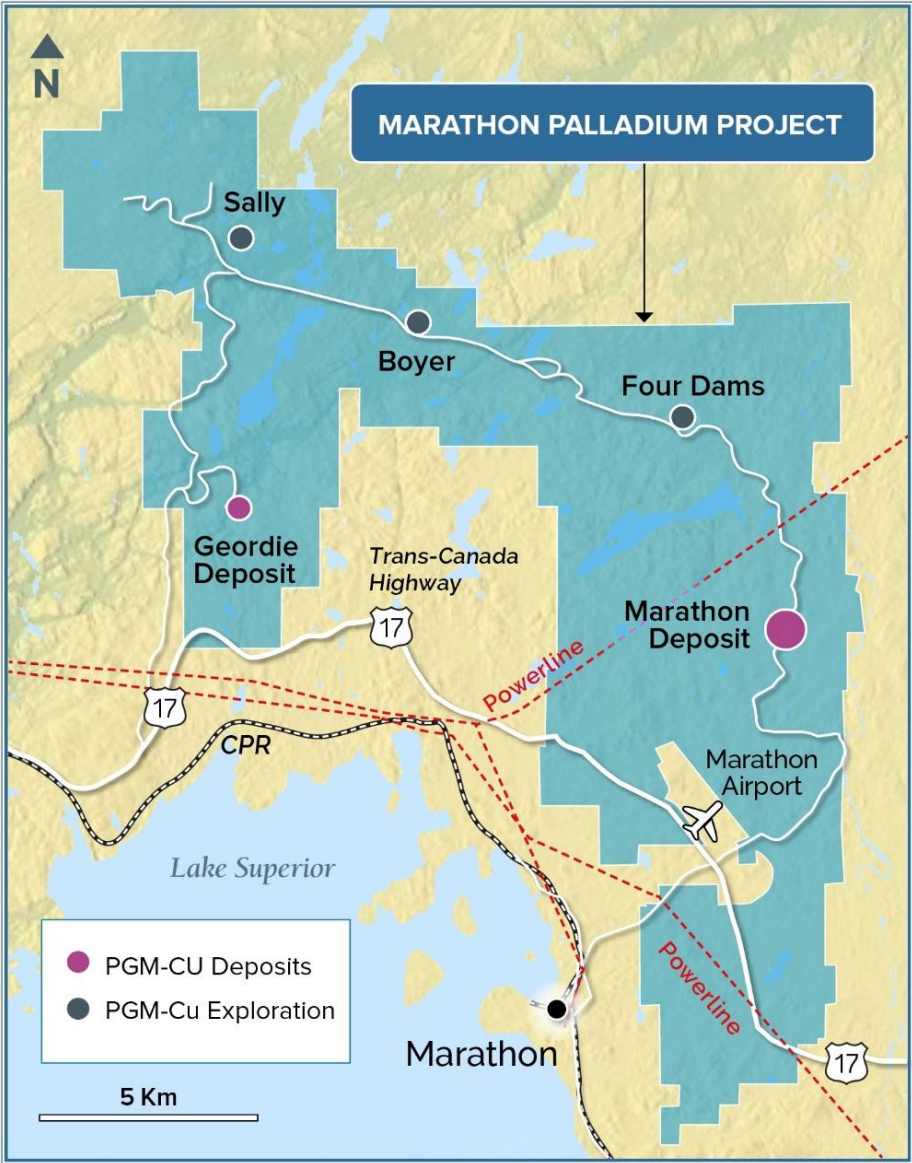 N
MARATHON PALLADIUM PROJECT
Sally
Boyer
Four Dams
Geordie
Deposit
Trans-Canada
Highway
17
Marathon
Deposit
Powerline
17
CPR
Marathon
Airport
Lake Superior
PGM-CU Deposits
PGM-Cu Exploration
Powerline
Marathon
17
5 Km